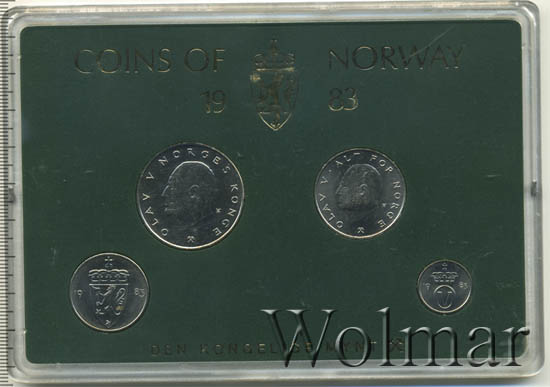 COINS OF NORWAY
19 83
OLAV V NORGES KONGE
OLAV V · ALT FOR NORGE
19 83
19 83
DEN KONGELIGE MYNT
Wolmar